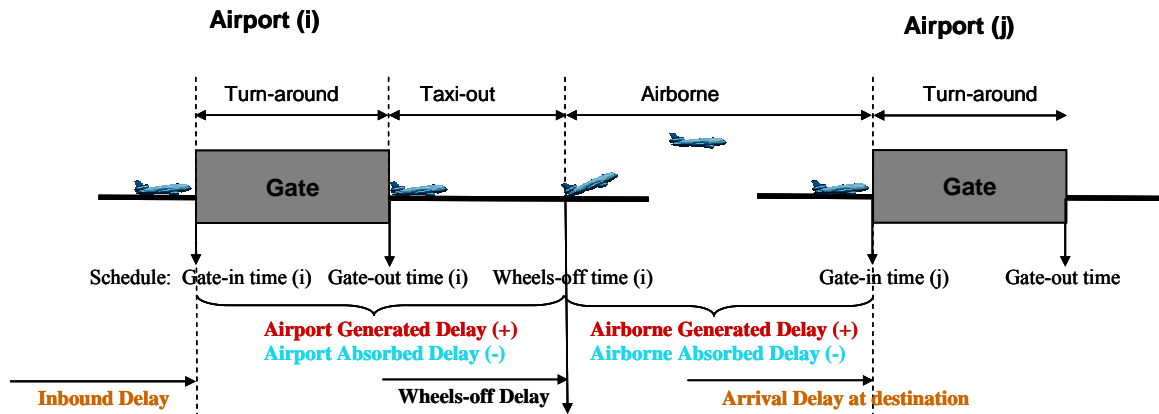 Airport (i)
Airport (j)
Turn-around
Taxi-out
Airborne
Turn-around
Gate
Gate
Schedule: Gate-in time (i)
Gate-out time (i)
Wheels-off time (i)
Gate-in time (j)
Gate-out time
Airport Generated Delay (+)
Airport Absorbed Delay (-)
Airborne Generated Delay (+)
Airborne Absorbed Delay (-)
Inbound Delay
Wheels-off Delay
Arrival Delay at destination